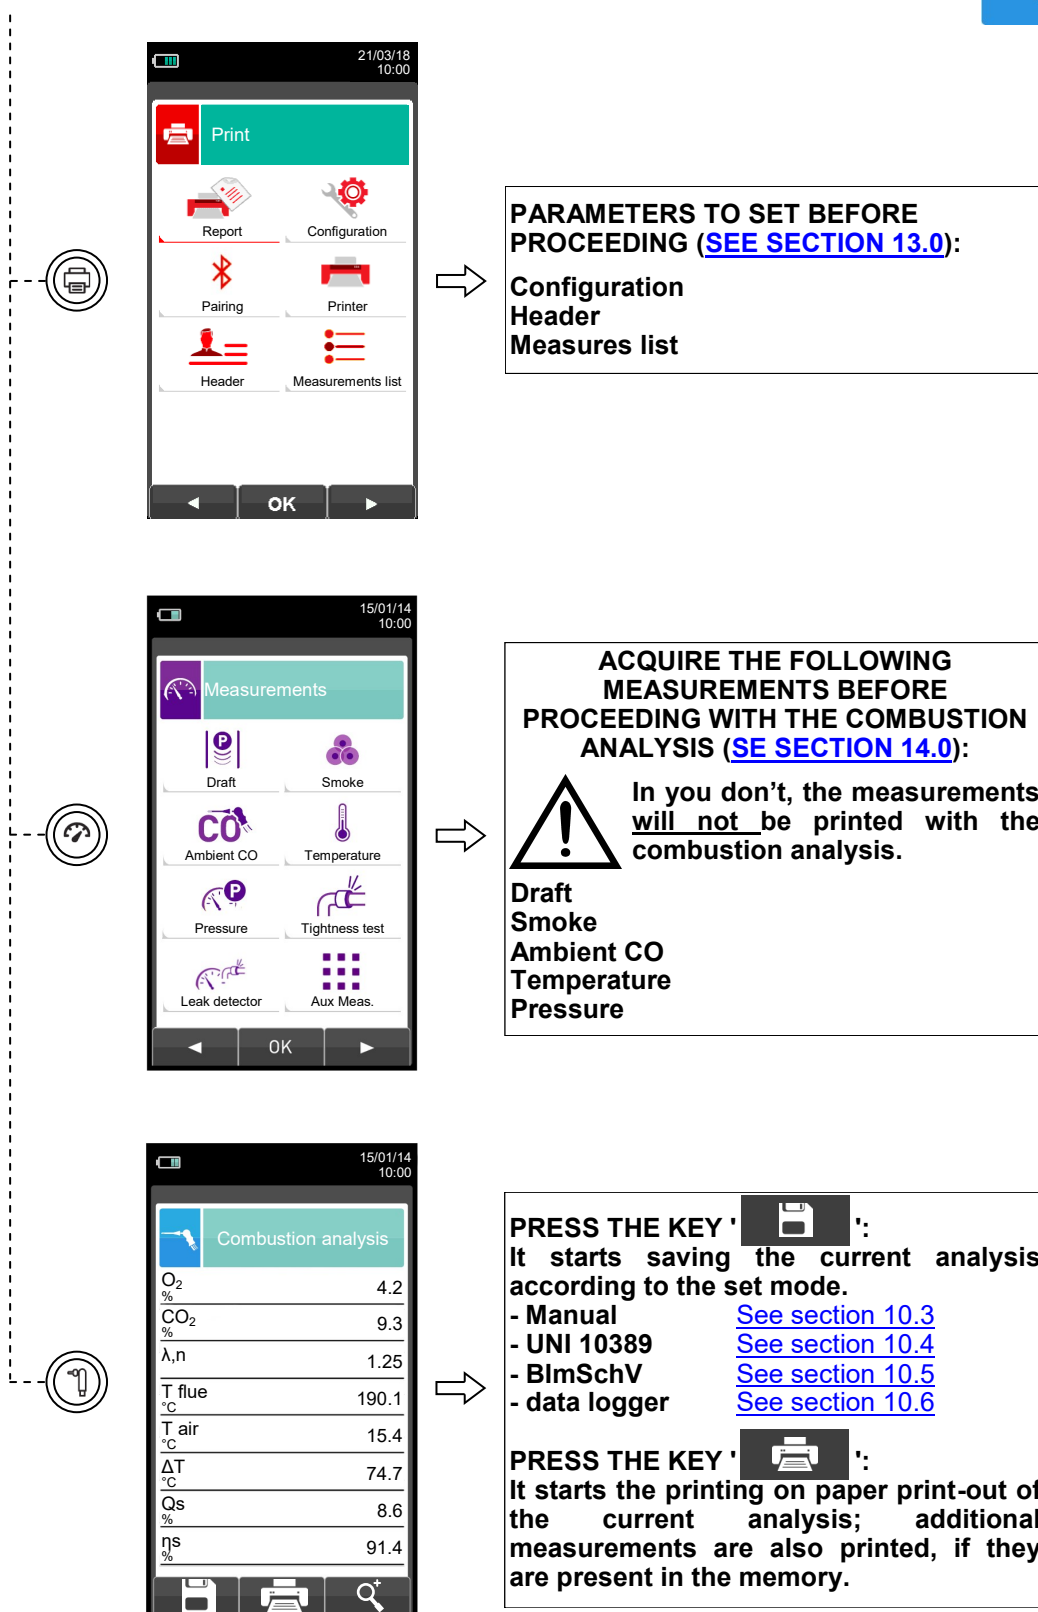 21/03/18
10:00
Print
Report
Configuration
Pairing
Printer
Header
Measurements list
OK
PARAMETERS TO SET BEFORE
PROCEEDING (SEE SECTION 13.0):
Configuration
Header
Measures list
15/01/14
10:00
Measurements
P
Draft
Smoke
CO
Ambient CO
Temperature
P
Pressure
Tightness test
Leak detector
Aux Meas.
OK
ACQUIRE THE FOLLOWING
MEASUREMENTS BEFORE
PROCEEDING WITH THE COMBUSTION
ANALYSIS (SE SECTION 14.0):
In you don’t, the measurements
will not be printed with the
combustion analysis.
Draft
Smoke
Ambient CO
Temperature
Pressure
15/01/14
10:00
Combustion analysis
O2 % 4.2
CO2 % 9.3
λ,n 1.25
T flue °C 190.1
T air °C 15.4
ΔT °C 74.7
Qs % 8.6
ηs % 91.4
PRESS THE KEY ' ':
It starts saving the current analysis
according to the set mode.
- Manual See section 10.3
- UNI 10389 See section 10.4
- BImSchV See section 10.5
- data logger See section 10.6
PRESS THE KEY ' ':
It starts the printing on paper print-out of
the current analysis; additional
measurements are also printed, if they
are present in the memory.